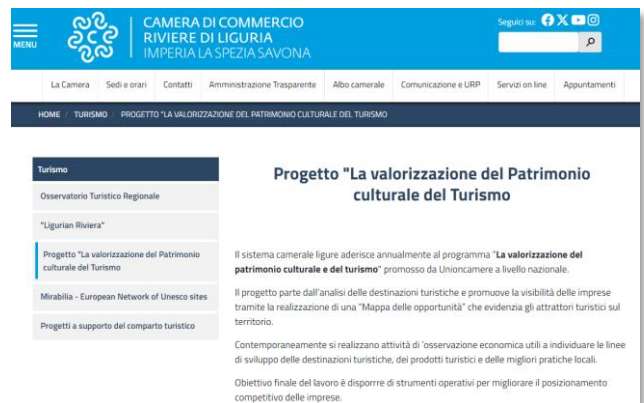 MENU
CAMERA DI COMMERCIO
RIVIERE DI LIGURIA
IMPERIA LA SPEZIA SAVONA
Seguici su:
La Camera
Sedi e orari
Contatti
Amministrazione Trasparente
Albo camerale
Comunicazione e URP
Servizi on line
Appuntamenti
HOME / TURISMO / PROGETTO "LA VALORIZZAZIONE DEL PATRIMONIO CULTURALE DEL TURISMO
Turismo
Osservatorio Turistico Regionale
"Ligurian Riviera"
Progetto "La valorizzazione del Patrimonio
culturale del Turismo
Mirabilia - European Network of Unesco sites
Progetti a supporto del comparto turistico
Progetto "La valorizzazione del Patrimonio
culturale del Turismo
Il sistema camerale ligure aderisce annualmente al programma "La valorizzazione del
patrimonio culturale e del turismo" promosso da Unioncamere a livello nazionale.
Il progetto parte dall'analisi delle destinazioni turistiche e promuove la visibilità delle imprese
tramite la realizzazione di una "Mappa delle opportunità" che evidenzia gli attrattori turistici sul
territorio.
Contemporaneamente si realizzano attività di 'osservazione economica utili a individuare le linee
di sviluppo delle destinazioni turistiche, dei prodotti turistici e delle migliori pratiche locali.
Obiettivo finale del lavoro è disporrre di strumenti operativi per migliorare il posizionamento
competitivo delle imprese.